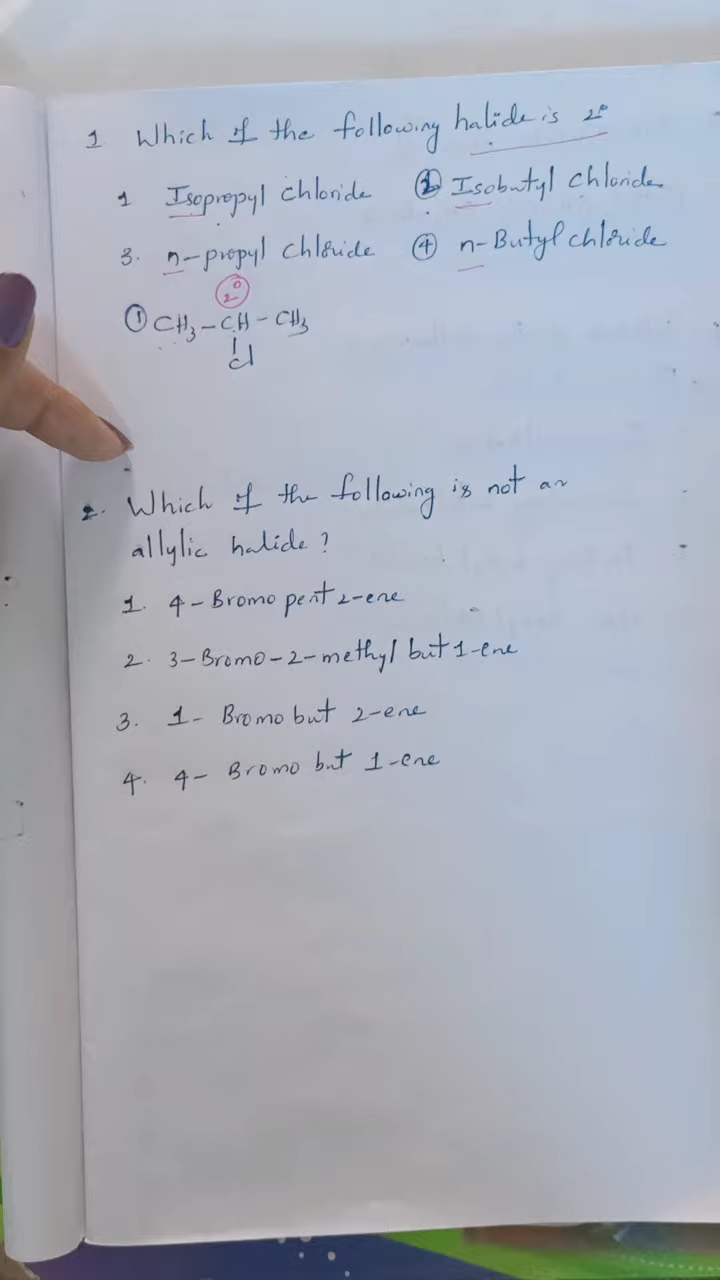 1 Which of the following halide is 2°
1 Isopropyl chloride ② Isobutyl chloride
3. n-propyl chloride ④ n-Butyl chloride
2°
① CH₃-CH-CH₃
Cl
2. Which of the following is not an
allylic halide?
1. 4-Bromo pent 2-ene
2. 3-Bromo-2-methyl but 1-ene
3. 1- Bromo but 2-ene
4. 4- Bromo but 1-ene